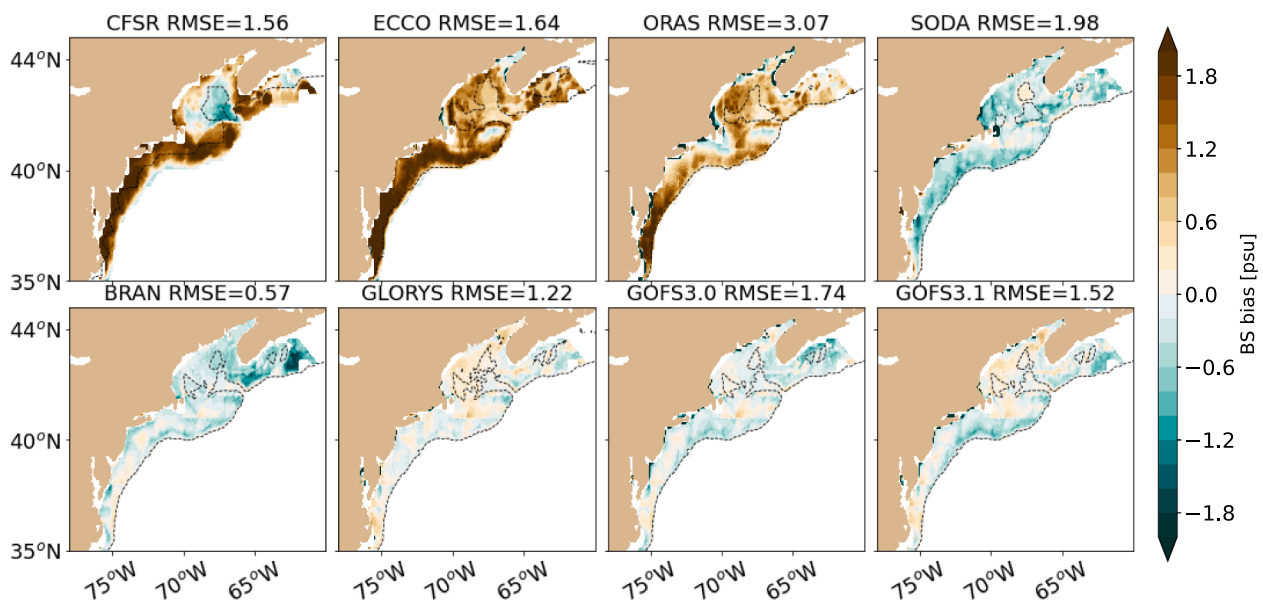 CFSR RMSE=1.56
ECCO RMSE=1.64
ORAS RMSE=3.07
SODA RMSE=1.98
44°N
40°N
35°N
BRAN RMSE=0.57
GLORYS RMSE=1.22
GOFS3.0 RMSE=1.74
GOFS3.1 RMSE=1.52
44°N
40°N
35°N
75°W
70°W
65°W
75°W
70°W
65°W
75°W
70°W
65°W
75°W
70°W
65°W
1.8
1.2
0.6
0.0
−0.6
−1.2
−1.8
BS bias [psu]